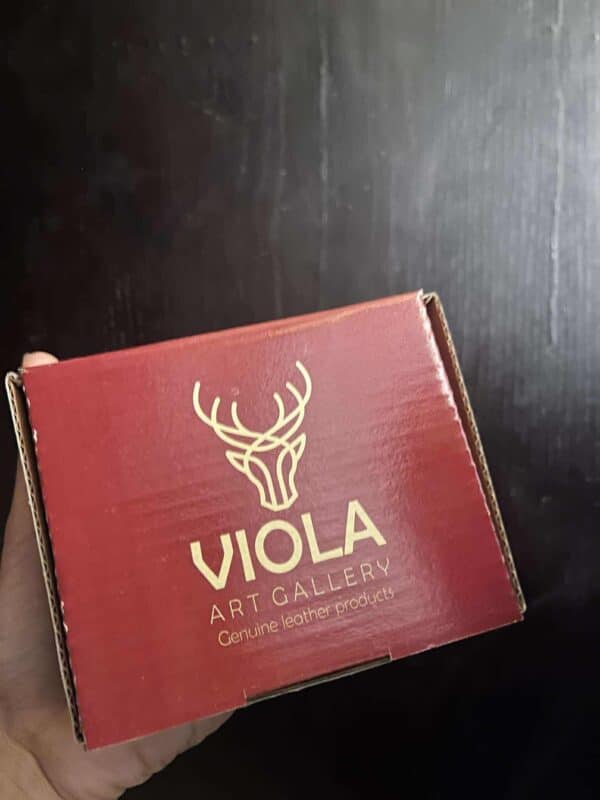 VIOLA
ART GALLERY
Genuine leather products